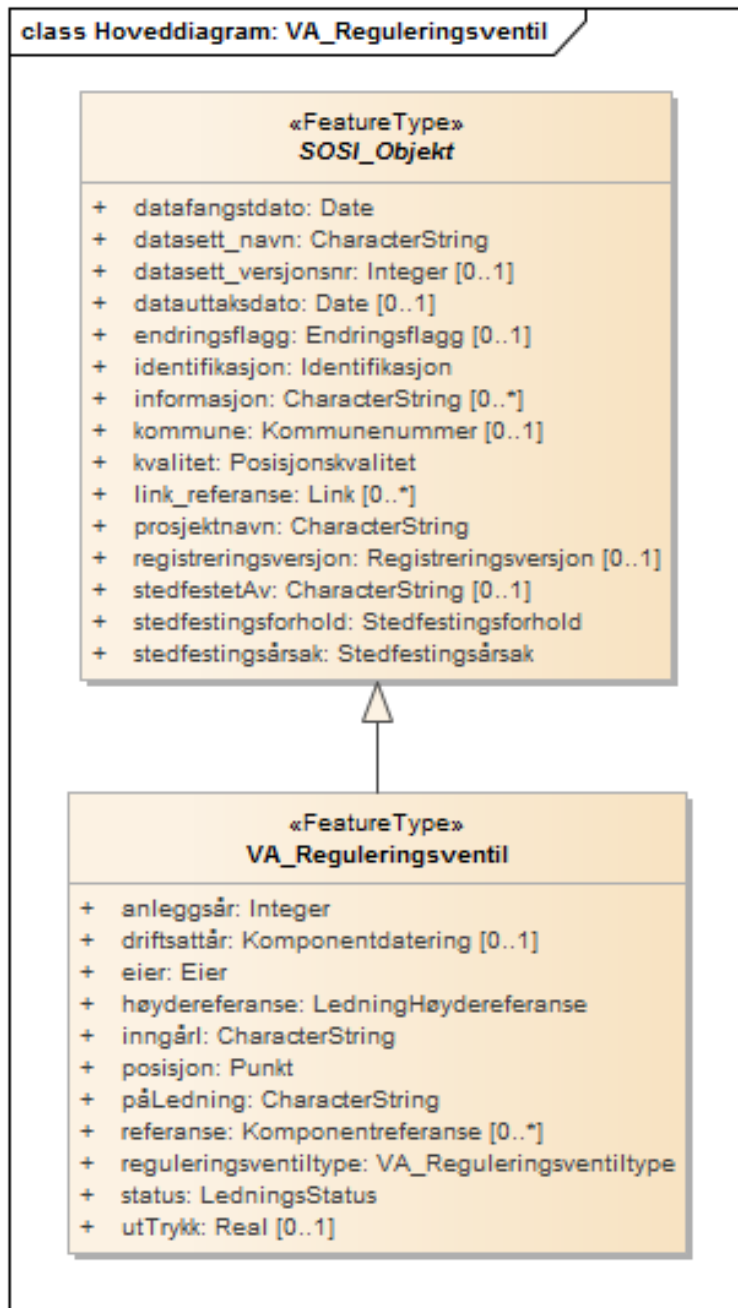 class Hoveddiagram: VA_Reguleringsventil
«FeatureType»
SOSI_Objekt
+ datafangstdato: Date
+ datasett_navn: CharacterString
+ datasett_versjonsnr: Integer [0..1]
+ datauttaksdato: Date [0..1]
+ endringsflagg: Endringsflagg [0..1]
+ identifikasjon: Identifikasjon
+ informasjon: CharacterString [0..*]
+ kommune: Kommunenummer [0..1]
+ kvalitet: Posisjonskvalitet
+ link_referanse: Link [0..*]
+ prosjektnavn: CharacterString
+ registreringsversjon: Registreringsversjon [0..1]
+ stedfestetAv: CharacterString [0..1]
+ stedfestingsforhold: Stedfestingsforhold
+ stedfestingsårsak: Stedfestingsårsak
«FeatureType»
VA_Reguleringsventil
+ anleggsår: Integer
+ driftsattår: Komponentdatering [0..1]
+ eier: Eier
+ høydereferanse: LedningHøydereferanse
+ inngårI: CharacterString
+ posisjon: Punkt
+ påLedning: CharacterString
+ referanse: Komponentreferanse [0..*]
+ reguleringsventiltype: VA_Reguleringsventiltype
+ status: LedningsStatus
+ utTrykk: Real [0..1]